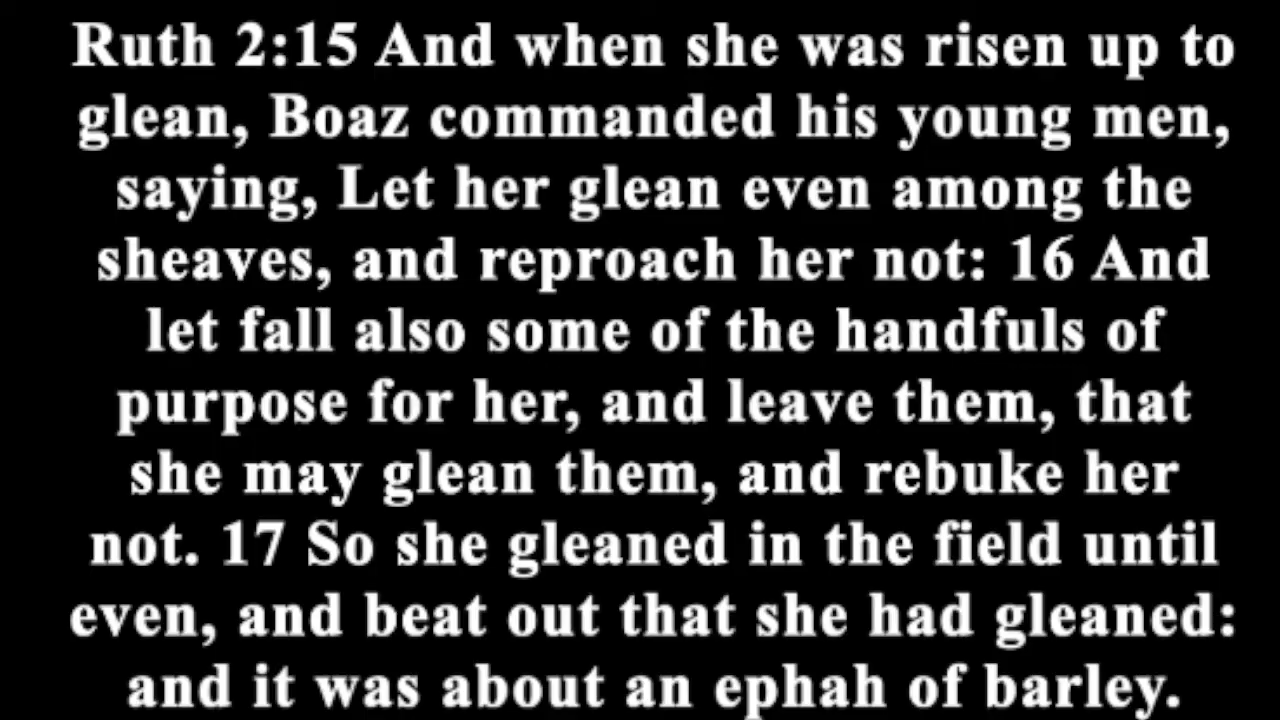 Ruth 2:15 And when she was risen up to
glean, Boaz commanded his young men,
saying, Let her glean even among the
sheaves, and reproach her not: 16 And
let fall also some of the handfuls of
purpose for her, and leave them, that
she may glean them, and rebuke her
not. 17 So she gleaned in the field until
even, and beat out that she had gleaned:
and it was about an ephah of barley.